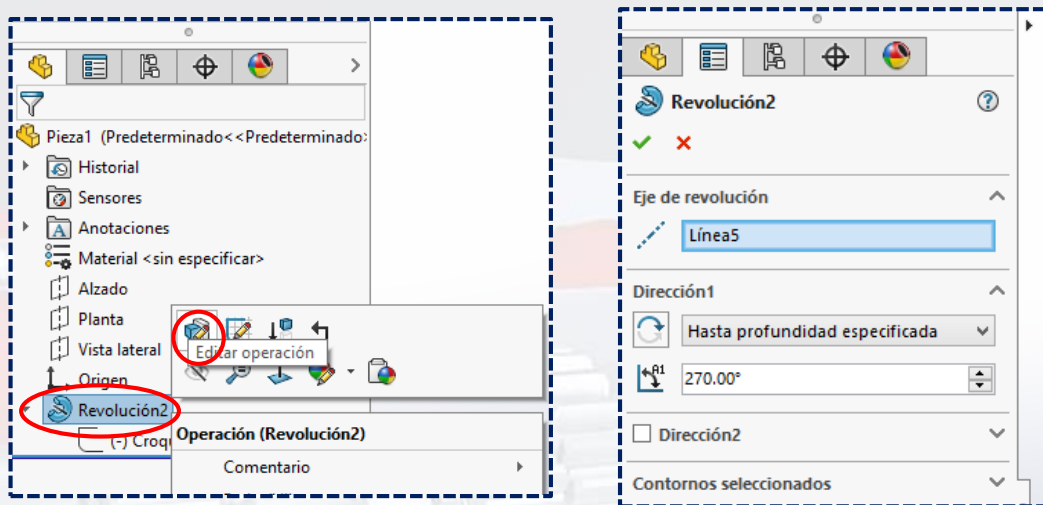 Pieza1 (Predeterminado<<Predeterminado>
Historial
Sensores
Anotaciones
Material <sin especificar>
Alzado
Planta
Vista lateral
Editar operación
Origen
Revolución2
(-)
Operación (Revolución2)
Comentario
Revolución2
Eje de revolución
Línea5
Dirección1
Hasta profundidad especificada
270.00°
Dirección2
Contornos seleccionados